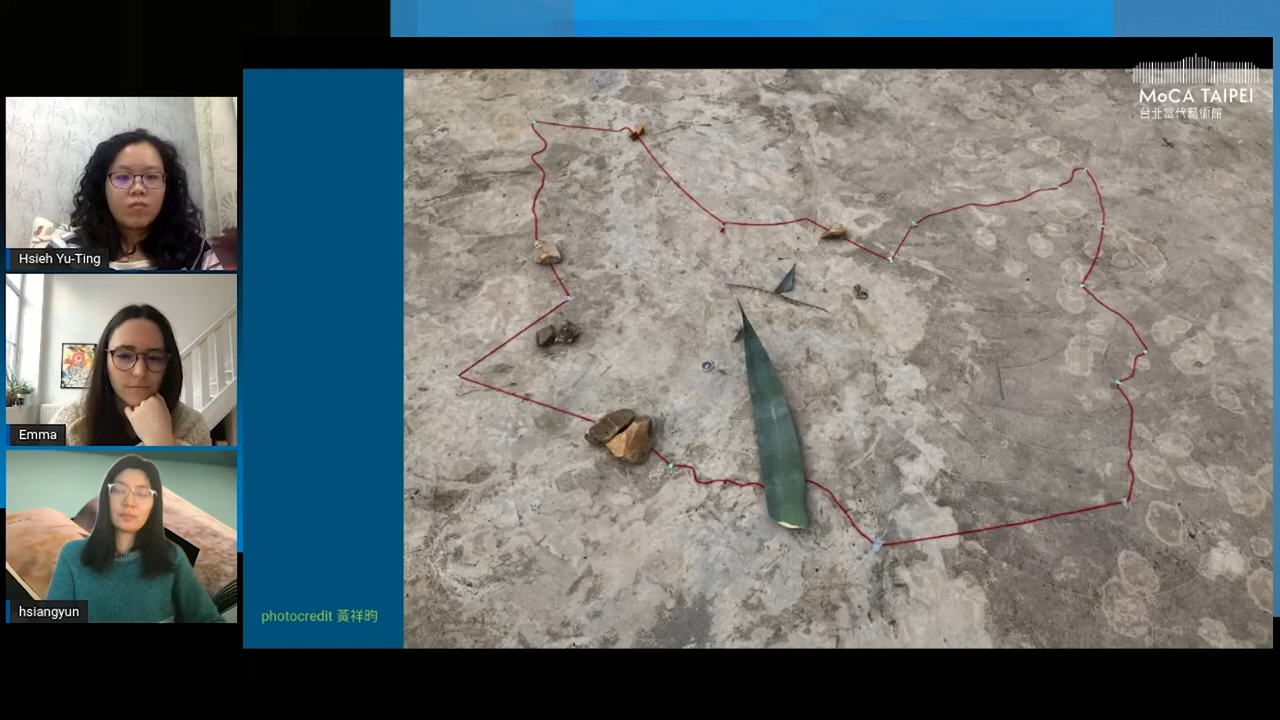 MoCA TAIPEI
台北當代藝術館
Hsieh Yu-Ting
Emma
hsiangyun
photocredit 黃祥昀